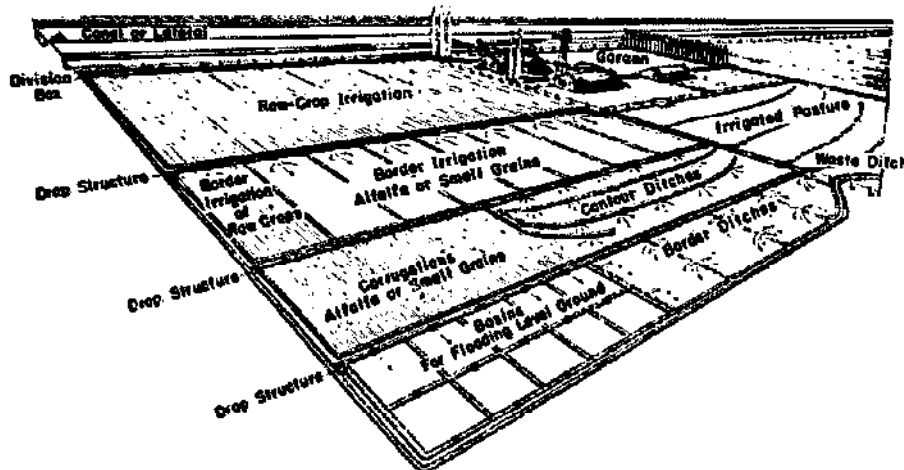 Canal or Lateral
Garden
Division
Box
Row-Crop Irrigation
Irrigated Pasture
Waste Ditch
Drop Structure
Border
Irrigation
of
Row Crops
Border Irrigation
Alfalfa or Small Grains
Contour Ditches
Border Ditches
Drop Structure
Corrugations
Alfalfa or Small Grains
Basins
For Flooding Level Ground
Drop Structure